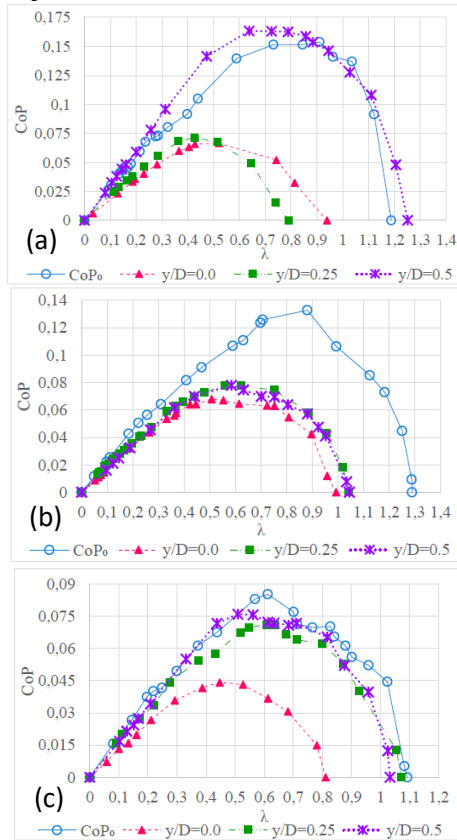 0,175
0,15
0,125
0,1
0,075
0,05
0,025
0
CoP
0 0,1 0,2 0,3 0,4 0,5 0,6 0,7 0,8 0,9 1 1,1 1,2 1,3 1,4
λ
(a)
CoP₀ y/D=0.0 y/D=0.25 y/D=0.5
0,14
0,12
0,1
0,08
0,06
0,04
0,02
0
CoP
0 0,1 0,2 0,3 0,4 0,5 0,6 0,7 0,8 0,9 1 1,1 1,2 1,3 1,4
λ
(b)
CoP₀ y/D=0.0 y/D=0.25 y/D=0.5
0,09
0,075
0,06
0,045
0,03
0,015
0
CoP
0 0,1 0,2 0,3 0,4 0,5 0,6 0,7 0,8 0,9 1 1,1 1,2
λ
(c)
CoP₀ y/D=0.0 y/D=0.25 y/D=0.5